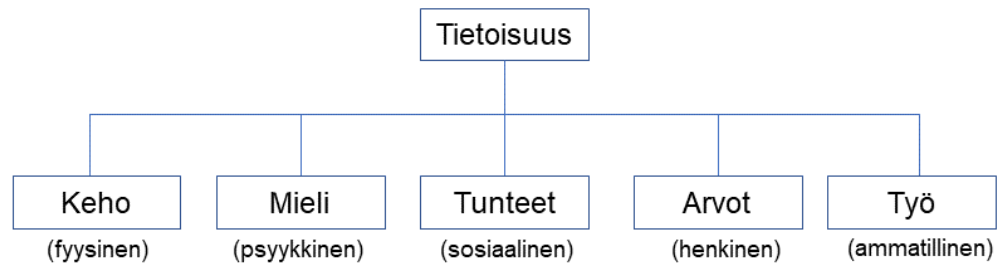 Tietoisuus
Keho
Mieli
Tunteet
Arvot
Työ
(fyysinen)
(psyykkinen)
(sosiaalinen)
(henkinen)
(ammatillinen)